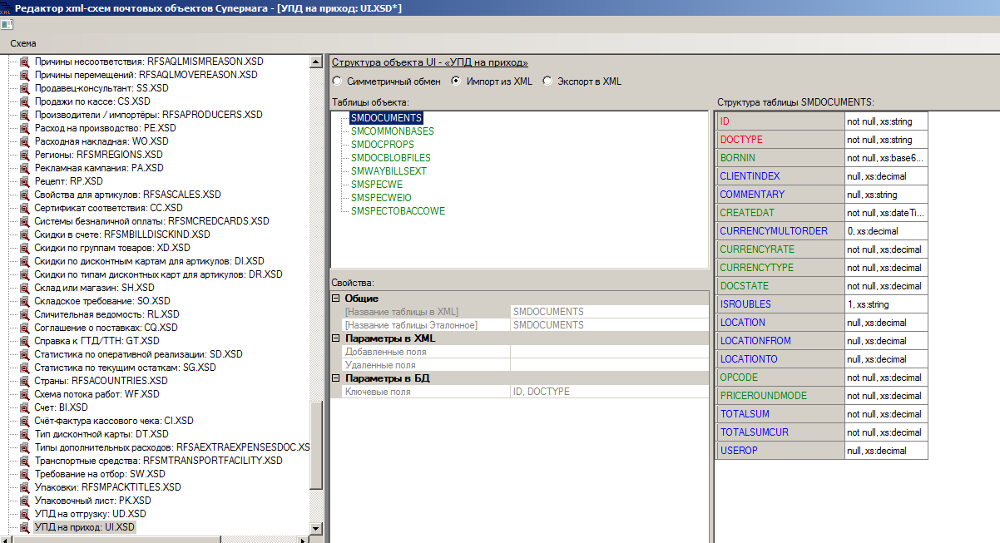 Редактор xml-схем почтовых объектов Супермага - [УПД на приход: UI.XSD*]
Схема
Причины несоответствия: RFSAQLMISMREASON.XSD
Причины перемещений: RFSAQLMOVEREASON.XSD
Продавец-консультант: SS.XSD
Продажи по кассе: CS.XSD
Производители / импортёры: RFSAPRODUCERS.XSD
Расход на производство: PE.XSD
Расходная накладная: WO.XSD
Регионы: RFSMREGIONS.XSD
Рекламная кампания: PA.XSD
Рецепт: RP.XSD
Свойства для артикулов: RFSASCALES.XSD
Сертификат соответствия: CC.XSD
Системы безналичной оплаты: RFSMCREDCARDS.XSD
Скидки в счете: RFSMBILLDISCKIND.XSD
Скидки по группам товаров: XD.XSD
Скидки по дисконтным картам для артикулов: DI.XSD
Скидки по типам дисконтных карт для артикулов: DR.XSD
Склад или магазин: SH.XSD
Складское требование: SO.XSD
Сличительная ведомость: RL.XSD
Соглашение о поставках: CQ.XSD
Справка к ГТД/ТТН: GT.XSD
Статистика по оперативной реализации: SD.XSD
Статистика по текущим остаткам: SG.XSD
Страны: RFSACOUNTRIES.XSD
Схема потока работ: WF.XSD
Счет: BI.XSD
Счёт-фактура кассового чека: CI.XSD
Тип дисконтной карты: DT.XSD
Типы дополнительных расходов: RFSAEXTRAEXPENSESDOC.XS
Транспортные средства: RFSMTRANSPORTFACILITY.XSD
Требование на отбор: SW.XSD
Упаковки: RFSMPACKTITLES.XSD
Упаковочный лист: PK.XSD
УПД на отгрузку: UD.XSD
УПД на приход: UI.XSD
Структура объекта UI - «УПД на приход»
Симметричный обмен Импорт из XML Экспорт в XML
Таблицы объекта:
SMDOCUMENTS
SMCOMMONBASES
SMDOCPROPS
SMDOCBLOBFILES
SMWAYBILLSEXT
SMSPECWE
SMSPECWEIO
SMSPECTOBACCOWE
Свойства:
Общие
[Название таблицы в XML] SMDOCUMENTS
[Название таблицы Эталонное] SMDOCUMENTS
Параметры в XML
Добавленные поля
Удаленные поля
Параметры в БД
Ключевые поля ID, DOCTYPE
Структура таблицы SMDOCUMENTS:
ID not null, xs:string
DOCTYPE not null, xs:string
BORNIN not null, xs:base6...
CLIENTINDEX null, xs:decimal
COMMENTARY null, xs:string
CREATEDAT not null, xs:dateTi...
CURRENCYMULTORDER 0, xs:decimal
CURRENCYRATE not null, xs:decimal
CURRENCYTYPE not null, xs:decimal
DOCSTATE not null, xs:decimal
ISROUBLES 1, xs:string
LOCATION null, xs:decimal
LOCATIONFROM null, xs:decimal
LOCATIONTO null, xs:decimal
OPCODE not null, xs:decimal
PRICEROUNDMODE not null, xs:decimal
TOTALSUM not null, xs:decimal
TOTALSUMCUR not null, xs:decimal
USEROP null, xs:decimal